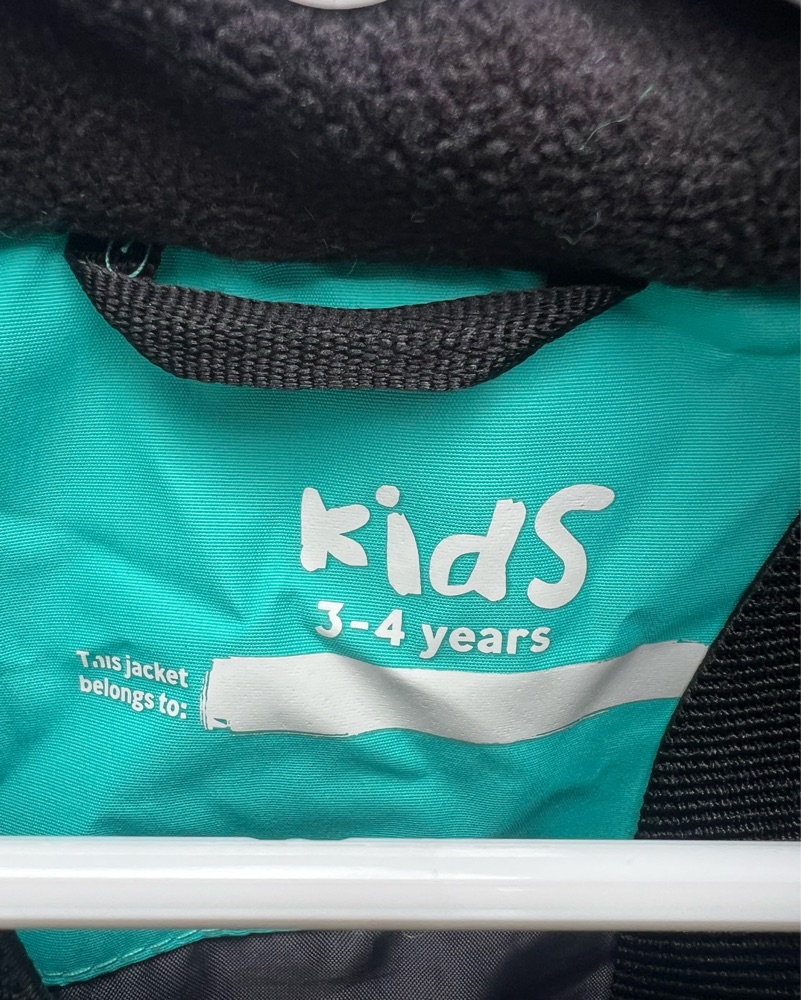 kids
3-4 years
This jacket
belongs to: